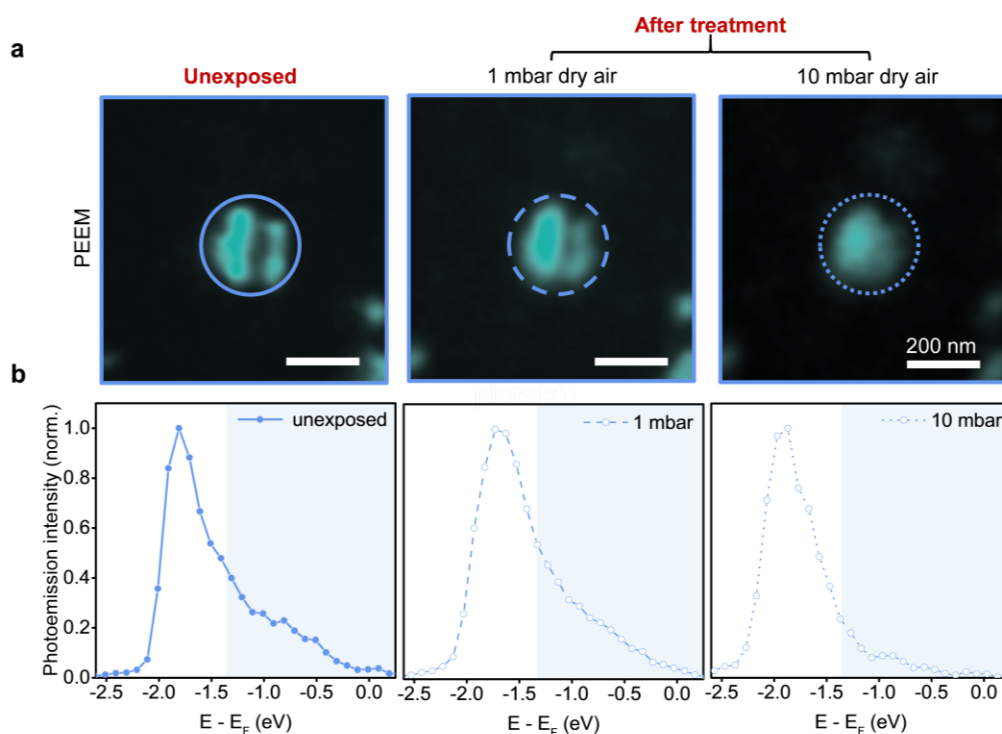 After treatment
a
Unexposed
1 mbar dry air
10 mbar dry air
PEEM
200 nm
b
Photoemission intensity (norm.)
1.0
0.8
0.6
0.4
0.2
0.0
unexposed
1 mbar
10 mbar
-2.5 -2.0 -1.5 -1.0 -0.5 0.0
-2.5 -2.0 -1.5 -1.0 -0.5 0.0
-2.5 -2.0 -1.5 -1.0 -0.5 0.0
E - E_F (eV)
E - E_F (eV)
E - E_F (eV)